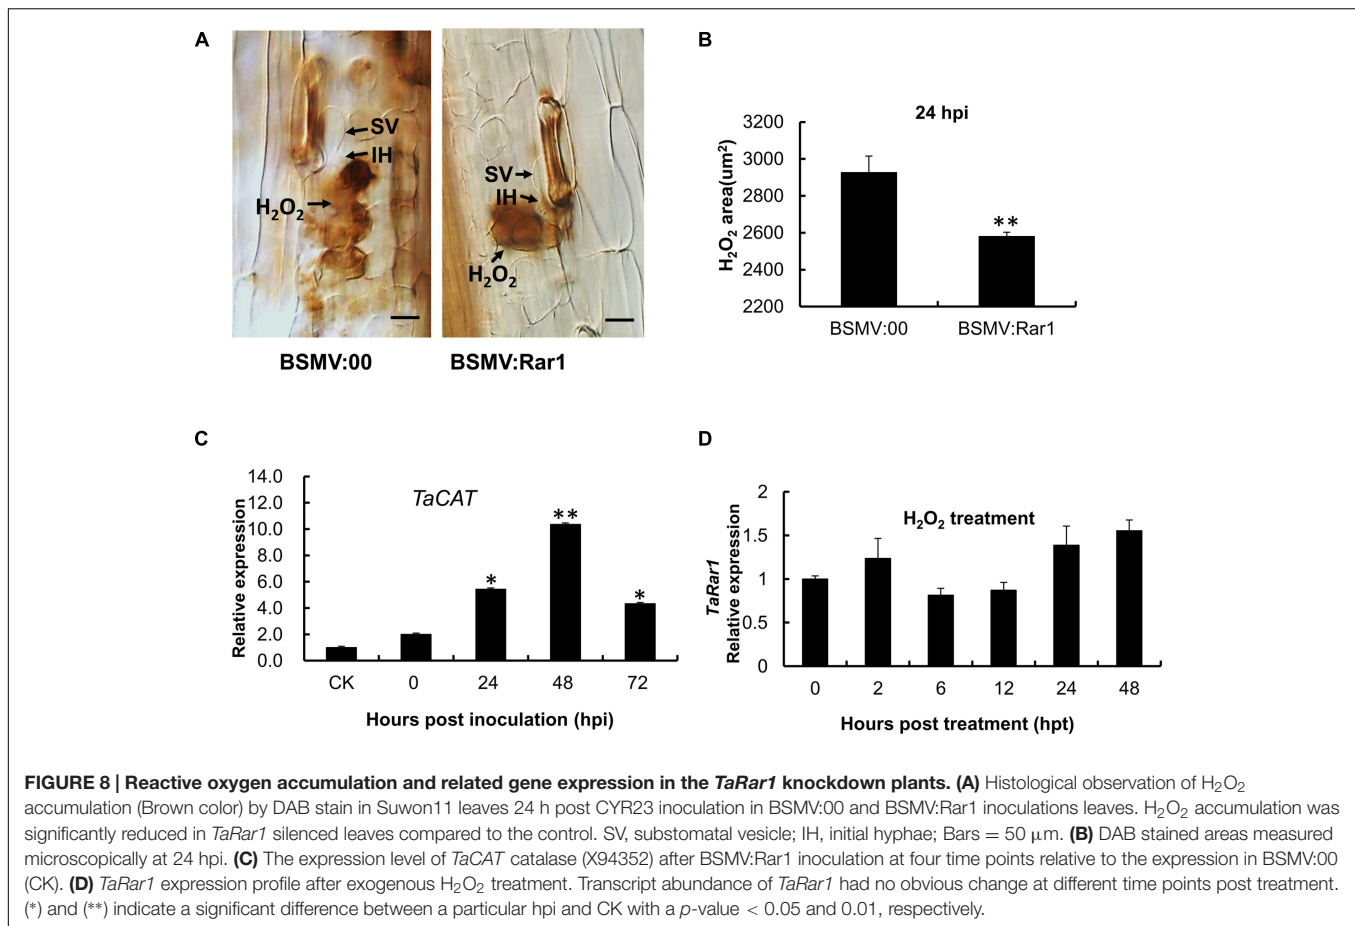 A
SV
IH
H₂O₂
BSMV:00
SV
IH
H₂O₂
BSMV:Rar1
B
24 hpi
H₂O₂ area(um²)
3200
3000
2800
2600
2400
2200
**
BSMV:00 BSMV:Rar1
C
TaCAT
Relative expression
14.0
12.0
10.0
8.0
6.0
4.0
2.0
0.0
*
**
*
CK 0 24 48 72
Hours post inoculation (hpi)
D
H₂O₂ treatment
TaRar1
Relative expression
2
1.5
1
0.5
0
0 2 6 12 24 48
Hours post treatment (hpt)
FIGURE 8 | Reactive oxygen accumulation and related gene expression in the TaRar1 knockdown plants. (A) Histological observation of H₂O₂
accumulation (Brown color) by DAB stain in Suwon11 leaves 24 h post CYR23 inoculation in BSMV:00 and BSMV:Rar1 inoculations leaves. H₂O₂ accumulation was
significantly reduced in TaRar1 silenced leaves compared to the control. SV, substomatal vesicle; IH, initial hyphae; Bars = 50 μm. (B) DAB stained areas measured
microscopically at 24 hpi. (C) The expression level of TaCAT catalase (X94352) after BSMV:Rar1 inoculation at four time points relative to the expression in BSMV:00
(CK). (D) TaRar1 expression profile after exogenous H₂O₂ treatment. Transcript abundance of TaRar1 had no obvious change at different time points post treatment.
(*) and (**) indicate a significant difference between a particular hpi and CK with a p-value < 0.05 and 0.01, respectively.